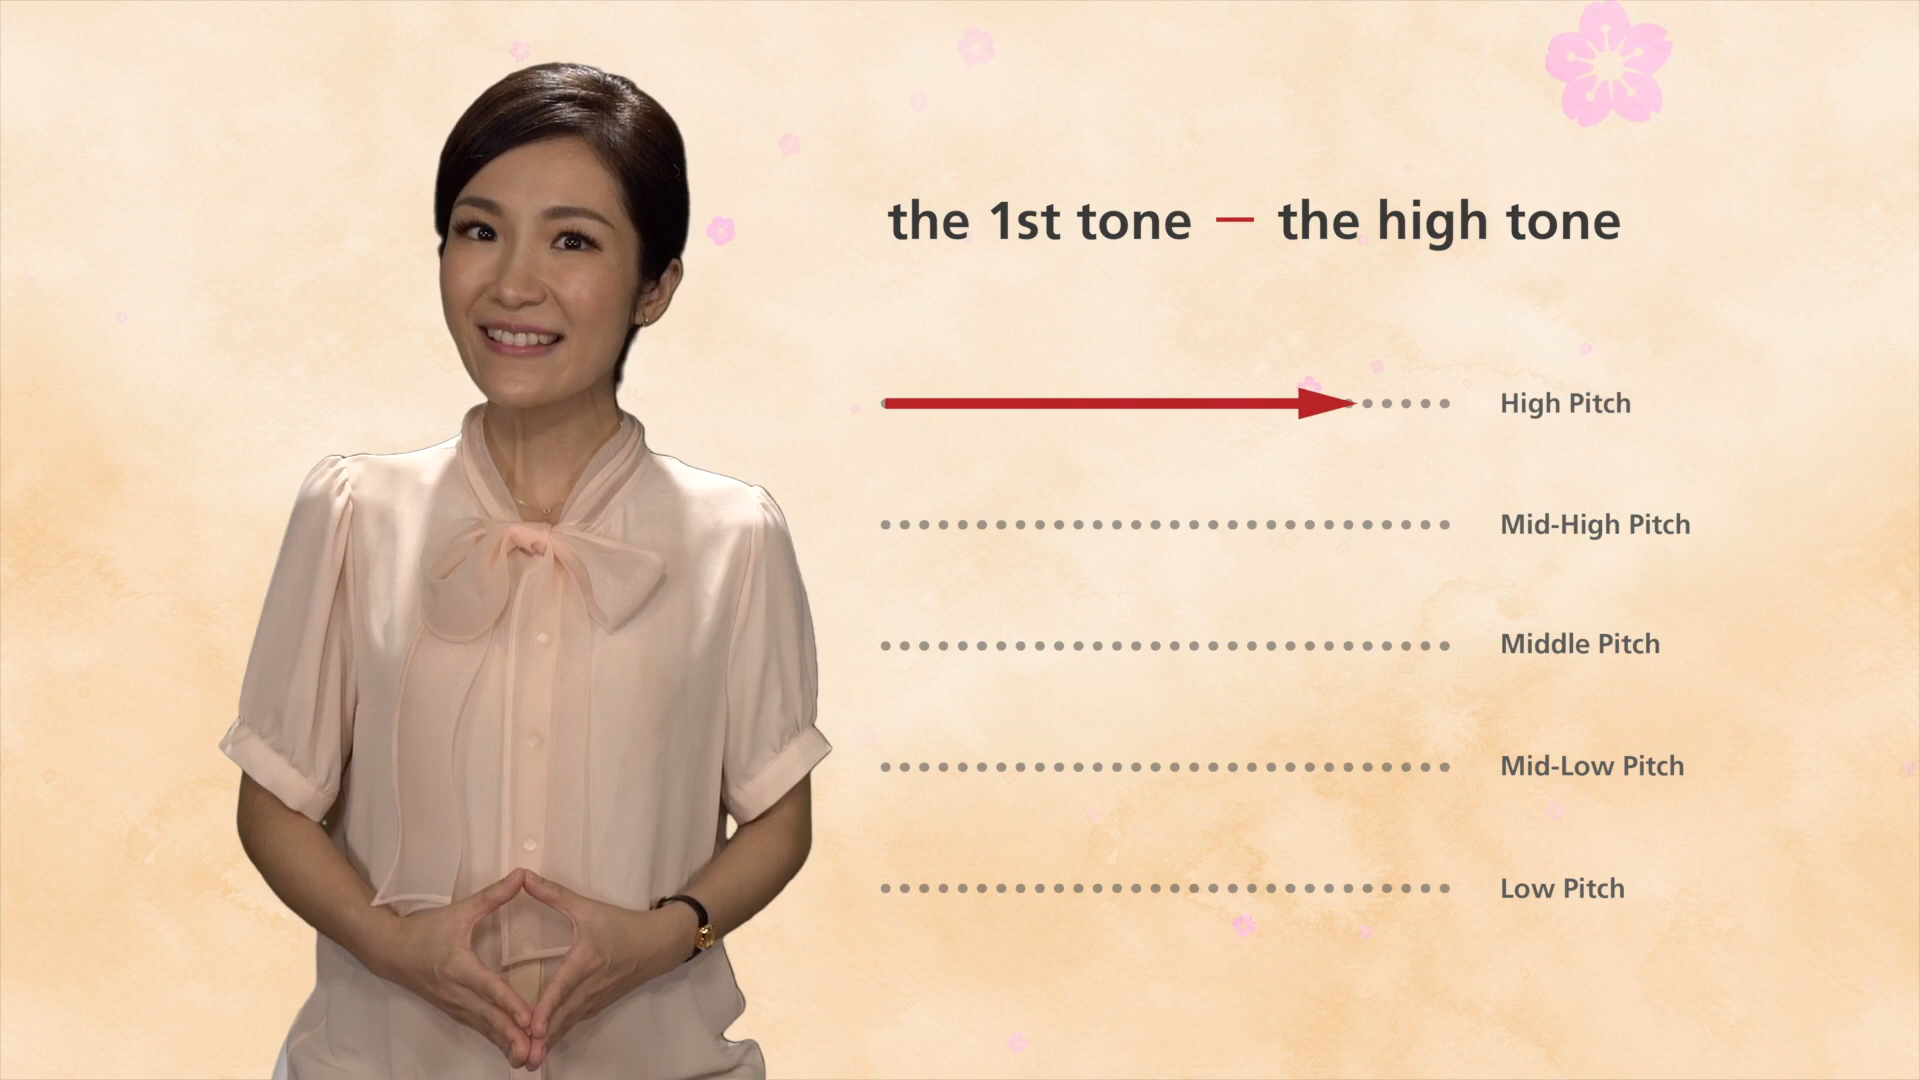 the 1st tone — the high tone
High Pitch
Mid-High Pitch
Middle Pitch
Mid-Low Pitch
Low Pitch